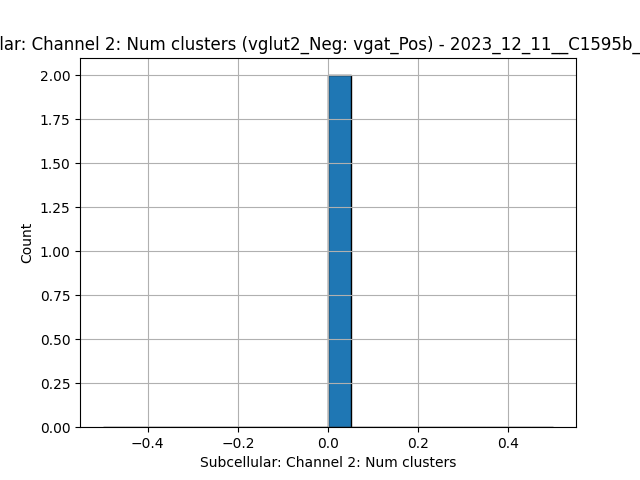 lar: Channel 2: Num clusters (vglut2_Neg: vgat_Pos) - 2023_12_11__C1595b_
2.00
1.75
1.50
1.25
1.00
0.75
0.50
0.25
0.00
Count
−0.4 −0.2 0.0 0.2 0.4
Subcellular: Channel 2: Num clusters